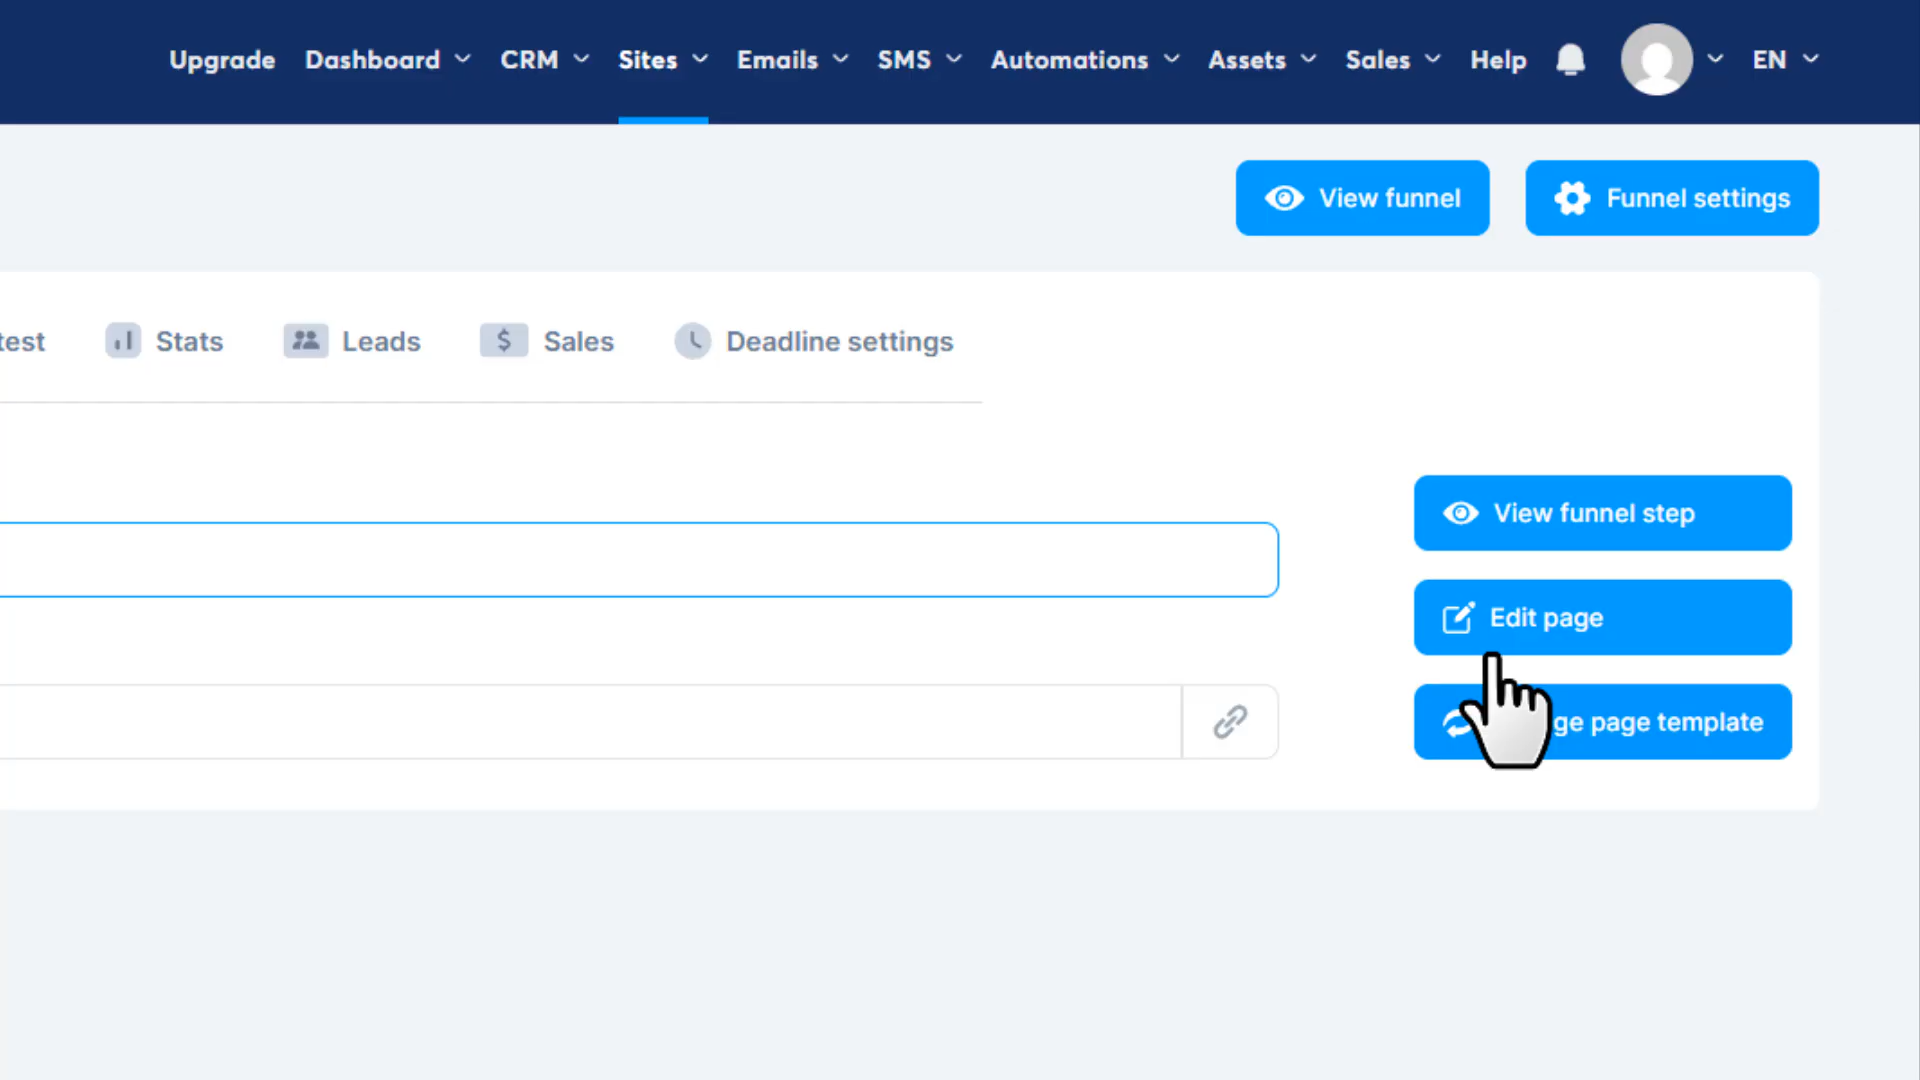 Upgrade Dashboard CRM Sites Emails SMS Automations Assets Sales Help EN
View funnel Funnel settings
test Stats Leads $ Sales Deadline settings
View funnel step
Edit page
ge page template